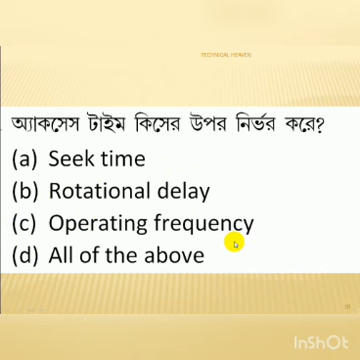 TECHNICAL HEAVEN
অ্যাকসেস টাইম কিসের উপর নির্ভর করে?
(a) Seek time
(b) Rotational delay
(c) Operating frequency
(d) All of the above
InShOt